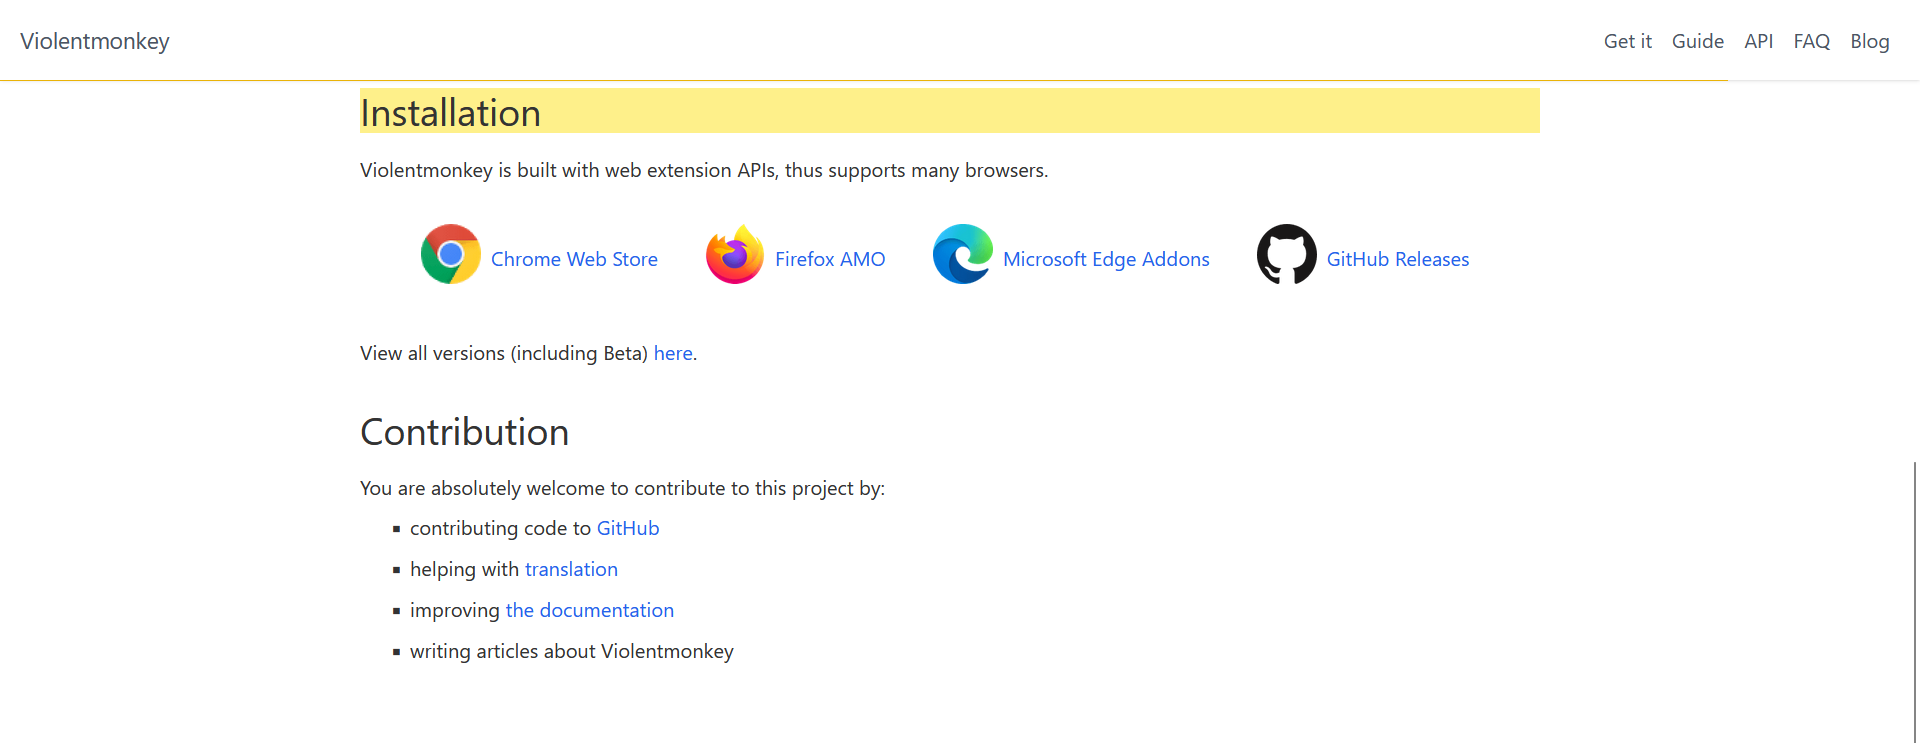 Violentmonkey
Get it Guide API FAQ Blog
Installation
Violentmonkey is built with web extension APIs, thus supports many browsers.
Chrome Web Store Firefox AMO Microsoft Edge Addons GitHub Releases
View all versions (including Beta) here.
Contribution
You are absolutely welcome to contribute to this project by:
▪ contributing code to GitHub
▪ helping with translation
▪ improving the documentation
▪ writing articles about Violentmonkey